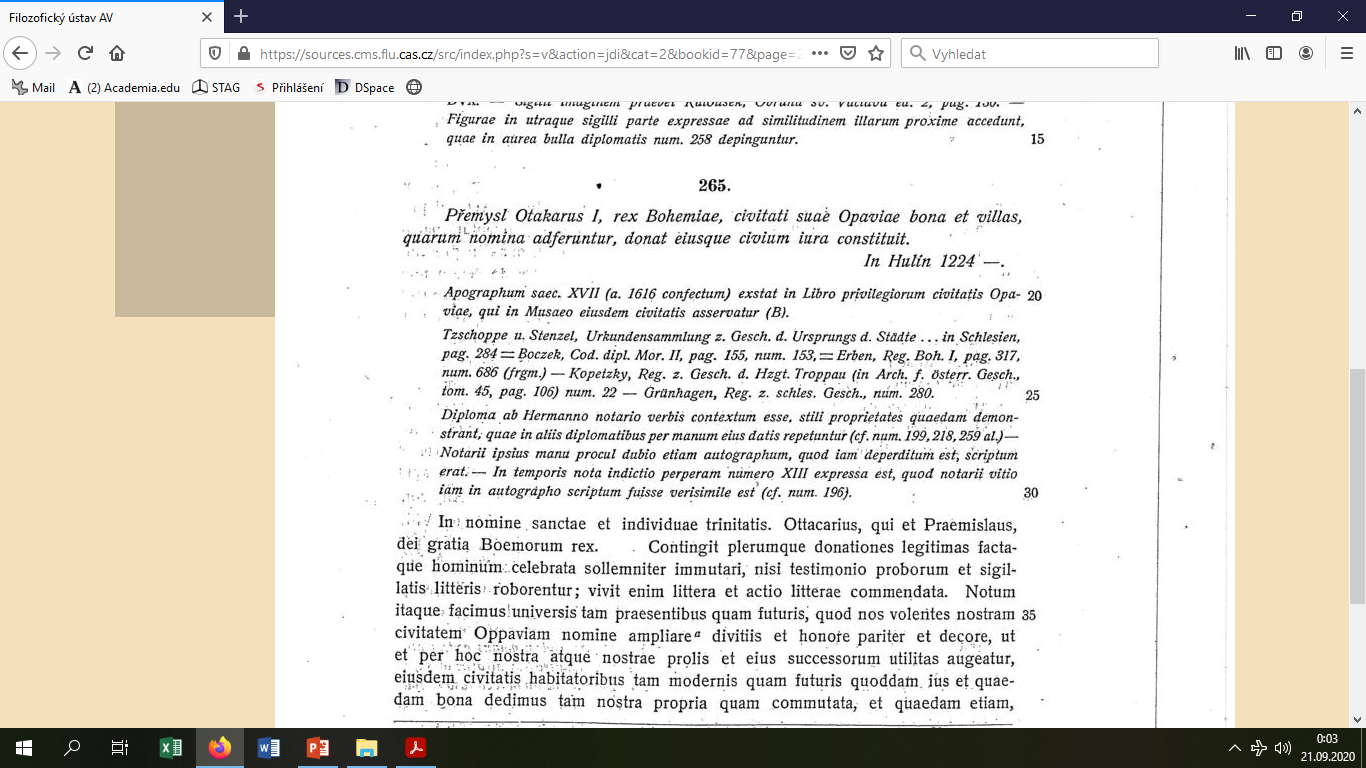 Filozofický ústav AV
https://sources.cms.flu.cas.cz/src/index.php?s=v&action=jdi&cat=2&bookid=77&page=2
Vyhledat
Mail
(2) Academia.edu
STAG
Přihlášení
DSpace
DVK. — Sigilli imaginem praebet Kalousek, Obrana sv. Václava ed. 2, pag. 150. —
Figurae in utraque sigilli parte expressae ad similitudinem illarum proxime accedunt,
quae in aurea bulla diplomatis num. 258 depinguntur. 15
265.
Přemysl Otakarus I, rex Bohemiae, civitati suae Opaviae bona et villas,
quarum nomina adferuntur, donat eiusque civium iura constituit.
In Hulín 1224 —.
Apographum saec. XVII (a. 1616 confectum) exstat in Libro privilegiorum civitatis Opa- 20
viae, qui in Musaeo eiusdem civitatis asservatur (B).
Tzschoppe u. Stenzel, Urkundensammlung z. Gesch. d. Ursprungs d. Städte ... in Schlesien,
pag. 284 = Boczek, Cod. dipl. Mor. II, pag. 155, num. 153, = Erben, Reg. Boh. I, pag. 317,
num. 686 (frgm.) — Kopetzky, Reg. z. Gesch. d. Hzgt. Troppau (in Arch. f. österr. Gesch.,
tom. 45, pag. 106) num. 22 — Grünhagen, Reg. z. schles. Gesch., núm. 280. 25
Diploma ab Hermanno notario verbis contextum esse, stili proprietates quaedam demon-
strant, quae in aliis diplomatibus per manum eius datis repetuntur (cf. num. 199, 218, 259 al.) —
Notarii ipsius manu procul dubio etiam autographum, quod iam deperditum est, scriptum
erat. — In temporis nota indictio perperam numero XIII expressa est, quod notarii vitio
iam in autographo scriptum fuisse verisimile est (cf. num. 196). 30
In nomine sanctae et individuae trinitatis. Ottacarius, qui et Praemislaus,
dei gratia Boemorum rex. Contingit plerumque donationes legitimas facta-
que hominum celebrata sollemniter immutari, nisi testimonio proborum et sigil-
latis litteris roborentur; vivit enim littera et actio litterae commendata. Notum
itaque facimus universis tam praesentibus quam futuris, quod nos volentes nostram 35
civitatem Oppaviam nomine ampliare a divitiis et honore pariter et decore, ut
et per hoc nostra atque nostrae prolis et eius successorum utilitas augeatur,
eiusdem civitatis habitatoribus tam modernis quam futuris quoddam ius et quae-
dam bona dedimus tam nostra propria quam commutata, et quaedam etiam,
0:03
21.09.2020